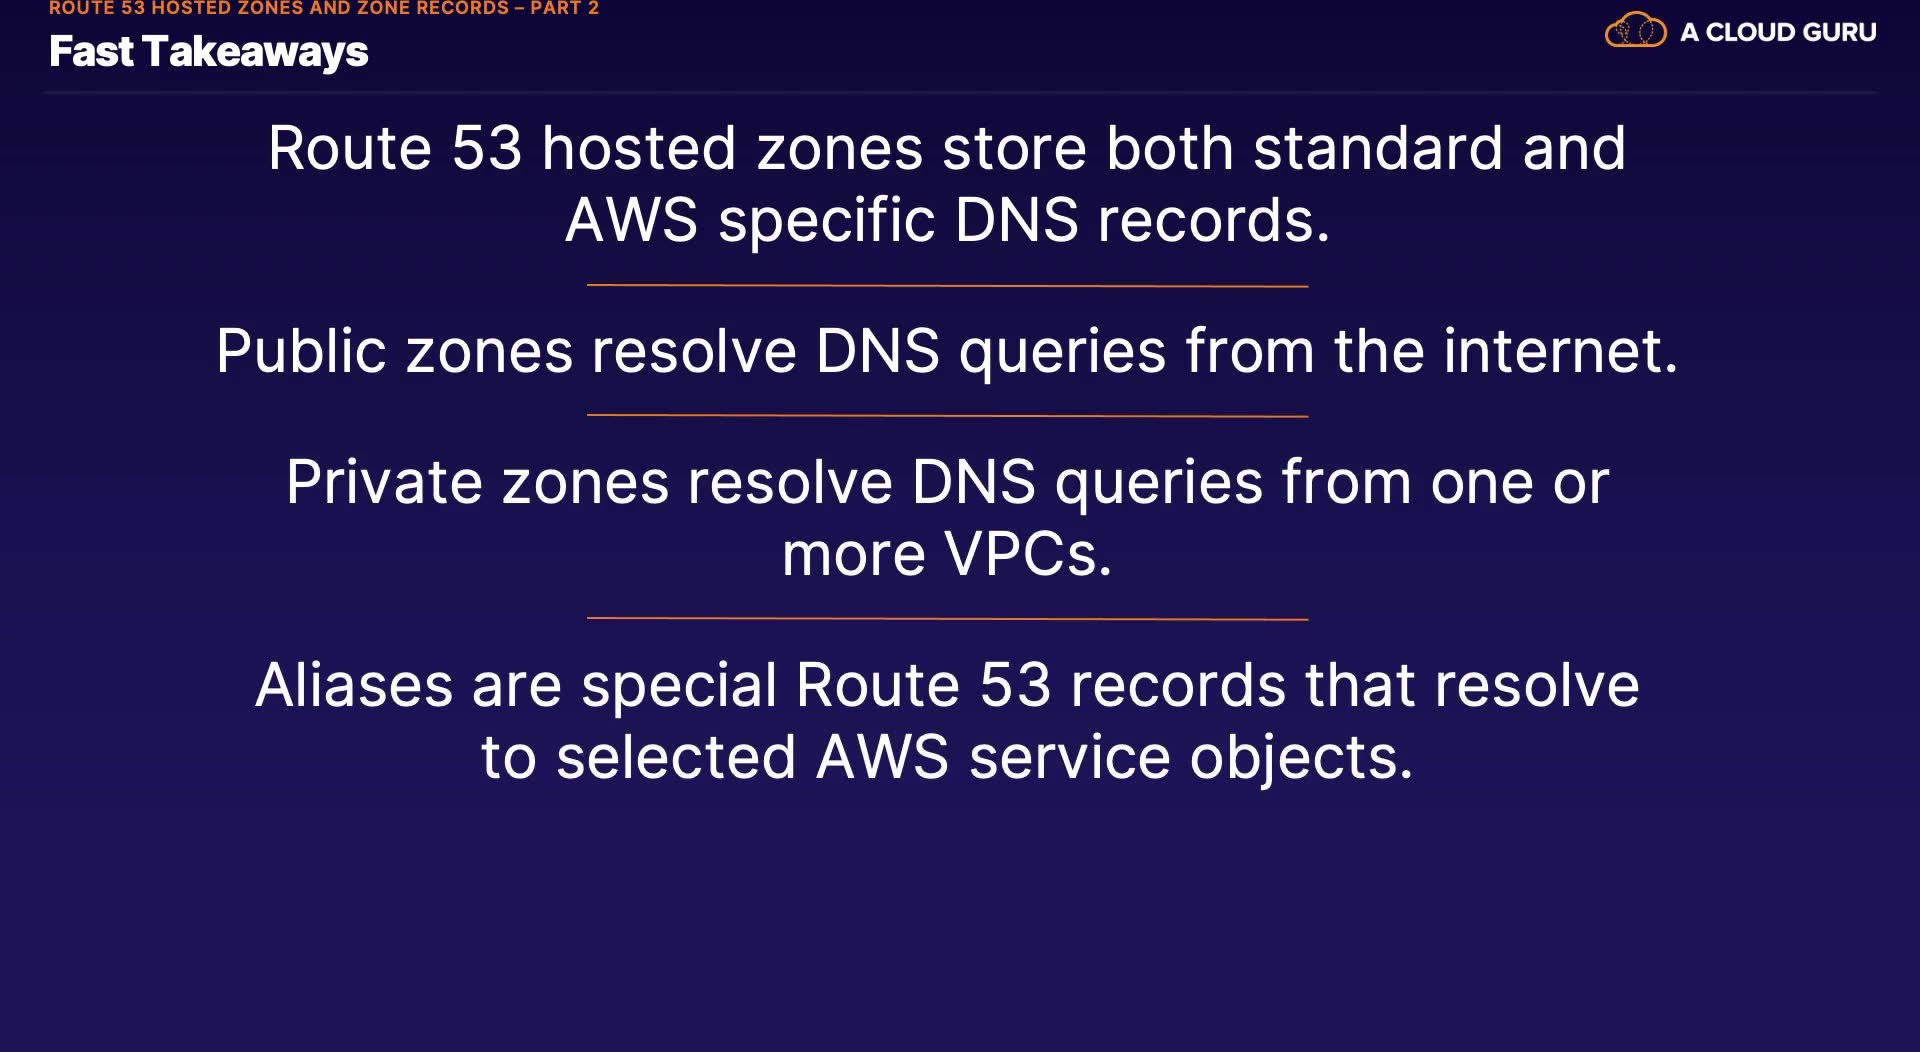 ROUTE 53 HOSTED ZONES AND ZONE RECORDS – PART 2
Fast Takeaways
A CLOUD GURU
Route 53 hosted zones store both standard and
AWS specific DNS records.
Public zones resolve DNS queries from the internet.
Private zones resolve DNS queries from one or
more VPCs.
Aliases are special Route 53 records that resolve
to selected AWS service objects.